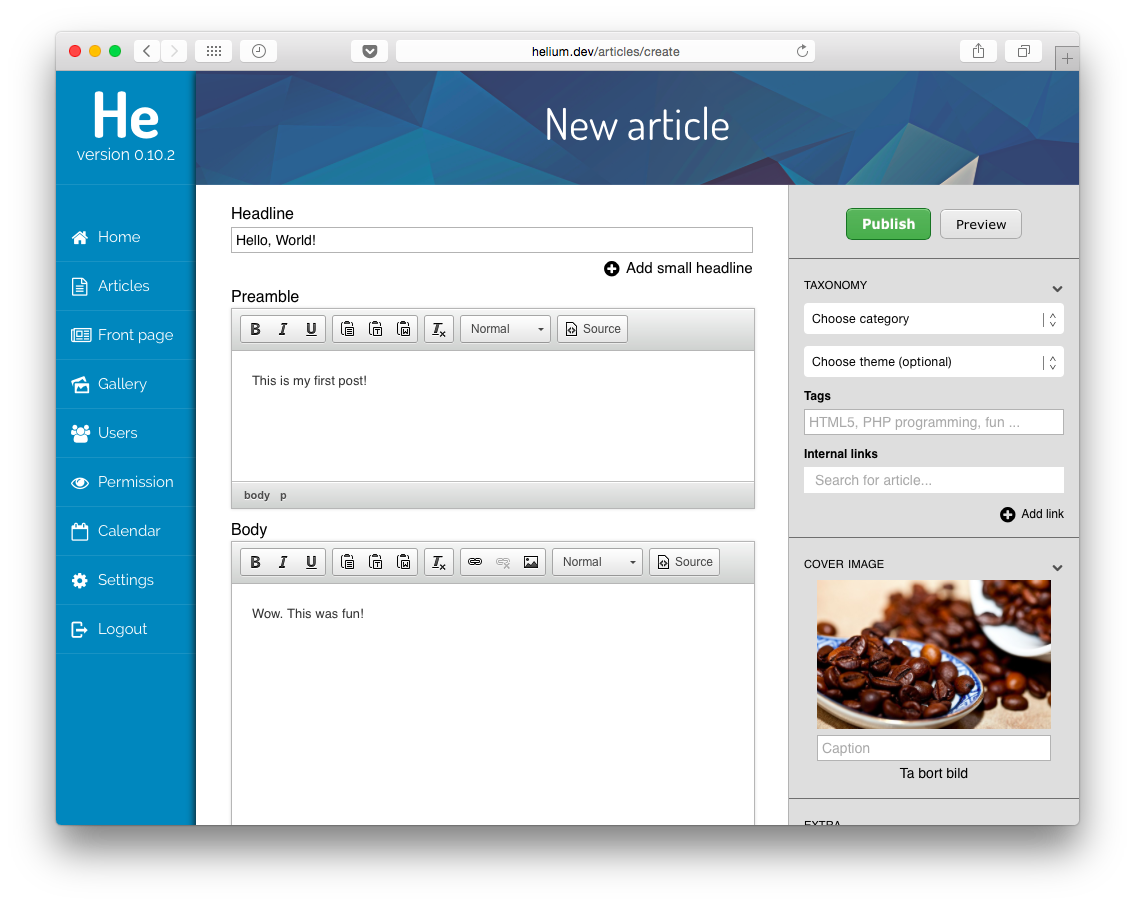 helium.dev/articles/create
He
version 0.10.2
New article
Home
Articles
Front page
Gallery
Users
Permission
Calendar
Settings
Logout
Headline
Hello, World!
Add small headline
Preamble
B I U Normal Source
This is my first post!
body p
Body
B I U Normal Source
Wow. This was fun!
Publish Preview
TAXONOMY
Choose category
Choose theme (optional)
Tags
HTML5, PHP programming, fun ...
Internal links
Search for article...
Add link
COVER IMAGE
Caption
Ta bort bild
EXTRA